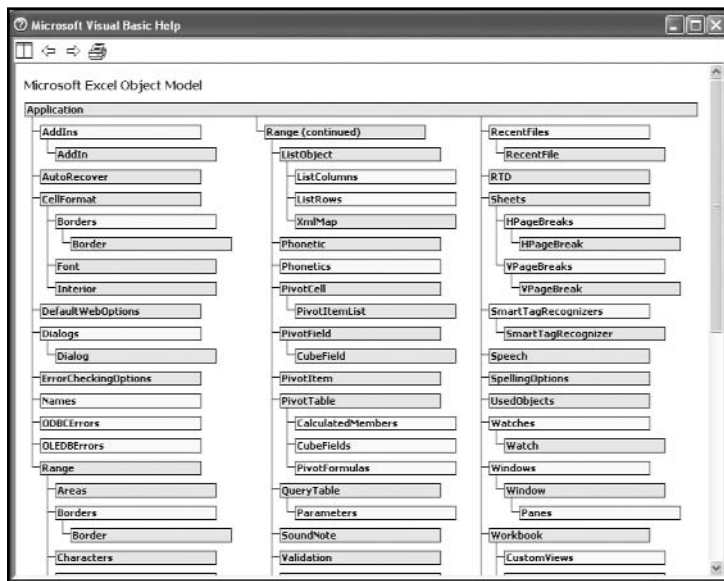 Microsoft Visual Basic Help
Microsoft Excel Object Model
Application
AddIns
AddIn
AutoRecover
CellFormat
Borders
Border
Font
Interior
DefaultWebOptions
Dialogs
Dialog
ErrorCheckingOptions
Names
ODBCErrors
OLEDBErrors
Range
Areas
Borders
Border
Characters
Range (continued)
ListObject
ListColumns
ListRows
XmlMap
Phonetic
Phonetics
PivotCell
PivotItemList
PivotField
CubeField
PivotItem
PivotTable
CalculatedMembers
CubeFields
PivotFormulas
QueryTable
Parameters
SoundNote
Validation
RecentFiles
RecentFile
RTD
Sheets
HPageBreaks
HPageBreak
VPageBreaks
VPageBreak
SmartTagRecognizers
SmartTagRecognizer
Speech
SpellingOptions
UsedObjects
Watches
Watch
Windows
Window
Panes
Workbook
CustomViews